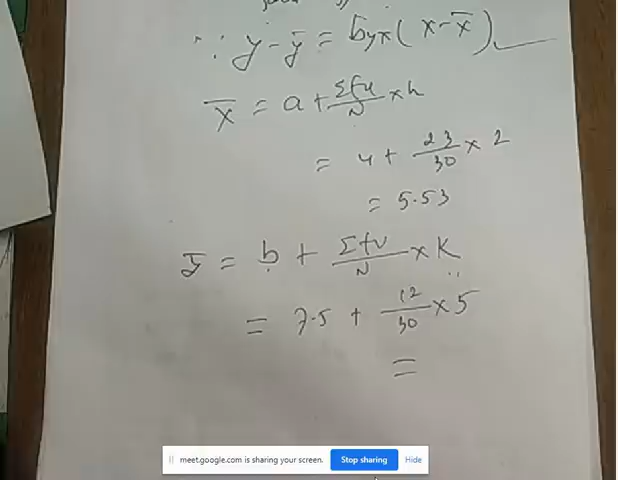 ∵ y - ȳ = byx ( x - x̄ )
x̄ = a + Σfu/N × h
= 4 + 23/30 × 2
= 5.53
ȳ = b + Σfv/N × K
= 7.5 + 12/30 × 5
=
meet.google.com is sharing your screen. Stop sharing Hide